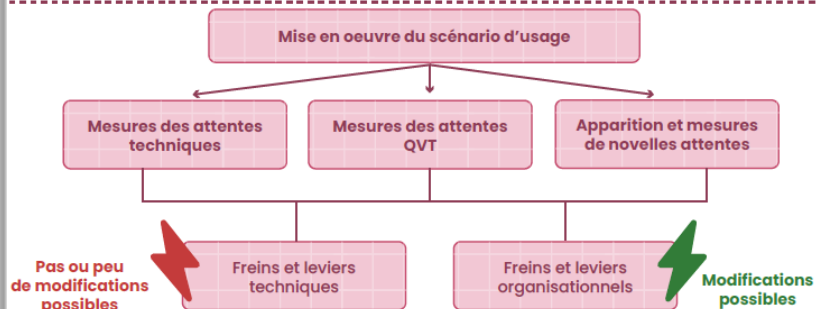 Mise en oeuvre du scénario d'usage
Mesures des attentes
techniques
Mesures des attentes
QVT
Apparition et mesures
de novelles attentes
Pas ou peu
de modifications
possibles
Freins et leviers
techniques
Freins et leviers
organisationnels
Modifications
possibles